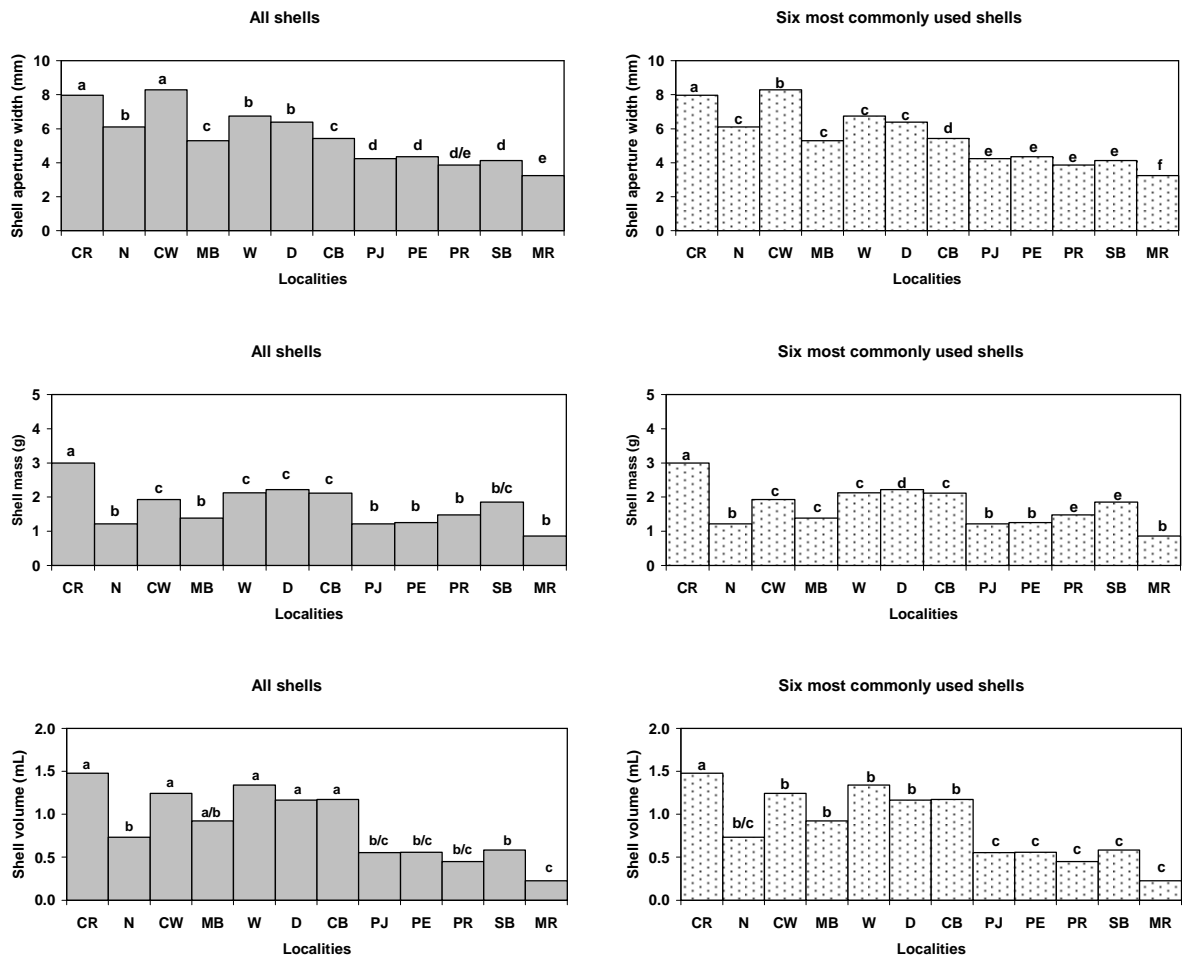 All shells
Shell aperture width (mm)
10
8
6
4
2
0
a b a c b b c d d d/e d e
CR N CW MB W D CB PJ PE PR SB MR
Localities
Six most commonly used shells
Shell aperture width (mm)
10
8
6
4
2
0
a c b c c c d e e e e f
CR N CW MB W D CB PJ PE PR SB MR
Localities
All shells
Shell mass (g)
5
4
3
2
1
0
a b c b c c c b b b b/c b
CR N CW MB W D CB PJ PE PR SB MR
Localities
Six most commonly used shells
Shell mass (g)
5
4
3
2
1
0
a b c c c d c b b e e b
CR N CW MB W D CB PJ PE PR SB MR
Localities
All shells
Shell volume (mL)
2.0
1.5
1.0
0.5
0.0
a b a a/b a a a b/c b/c b/c b c
CR N CW MB W D CB PJ PE PR SB MR
Localities
Six most commonly used shells
Shell volume (mL)
2.0
1.5
1.0
0.5
0.0
a b/c b b b b b c c c c c
CR N CW MB W D CB PJ PE PR SB MR
Localities